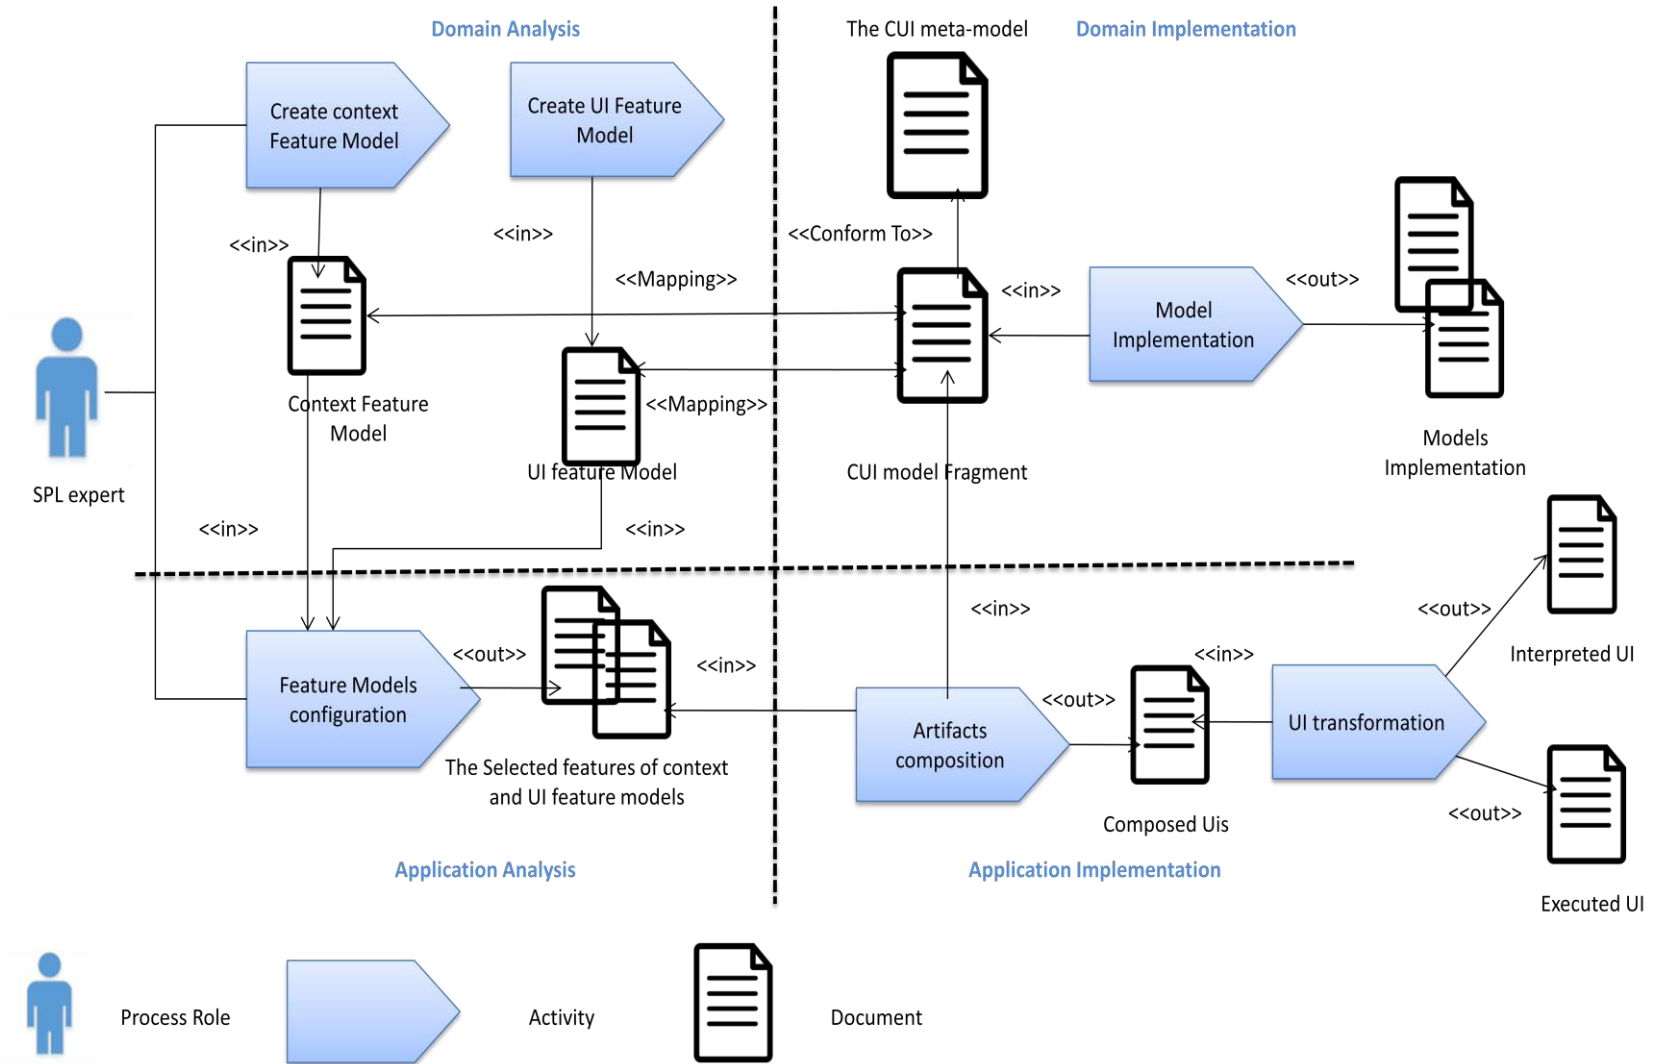 Domain Analysis
The CUI meta-model
Domain Implementation
Create context
Feature Model
Create UI Feature
Model
<<in>>
<<in>>
<<Conform To>>
<<Mapping>>
<<in>>
<<out>>
Model
Implementation
Context Feature
Model
<<Mapping>>
UI feature Model
CUI model Fragment
Models
Implementation
SPL expert
<<in>>
<<in>>
<<in>>
<<out>>
Interpreted UI
Feature Models
configuration
<<out>>
<<in>>
<<in>>
<<out>>
Artifacts
composition
UI transformation
The Selected features of context
and UI feature models
Composed Uis
<<out>>
Application Analysis
Application Implementation
Executed UI
Process Role
Activity
Document